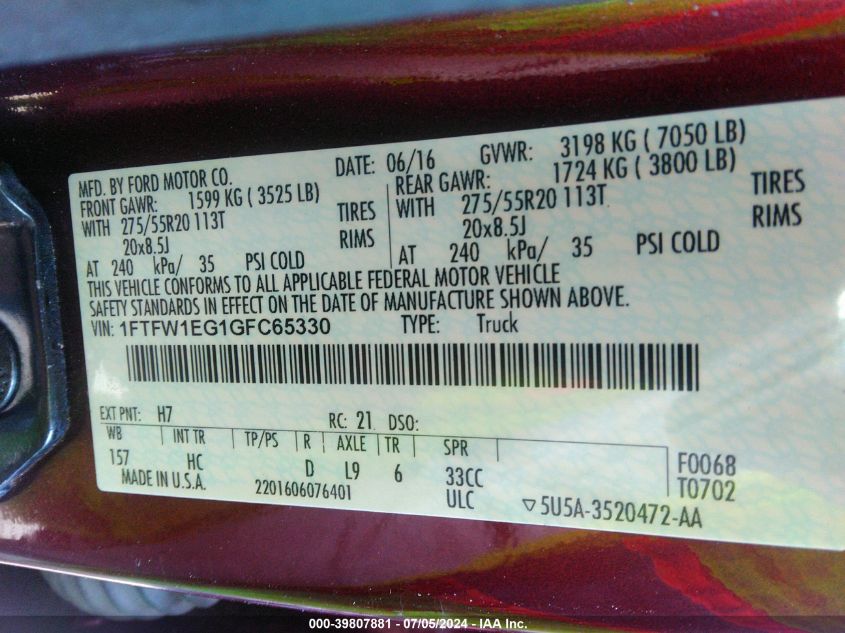 MFD. BY FORD MOTOR CO. DATE: 06/16 GVWR: 3198 KG ( 7050 LB)
FRONT GAWR: 1599 KG ( 3525 LB) REAR GAWR: 1724 KG ( 3800 LB)
WITH 275/55R20 113T TIRES WITH 275/55R20 113T TIRES
20x8.5J RIMS 20x8.5J RIMS
AT 240 kPa/ 35 PSI COLD AT 240 kPa/ 35 PSI COLD
THIS VEHICLE CONFORMS TO ALL APPLICABLE FEDERAL MOTOR VEHICLE
SAFETY STANDARDS IN EFFECT ON THE DATE OF MANUFACTURE SHOWN ABOVE.
VIN: 1FTFW1EG1GFC65330 TYPE: Truck
EXT PNT: H7 RC: 21 DSO:
WB INT TR TP/PS R AXLE TR SPR
157 HC D L9 6 33CC F0068
MADE IN U.S.A. 2201606076401 ULC T0702
▽5U5A-3520472-AA
000-39807881 / 07/05/2024 - IAA Inc.